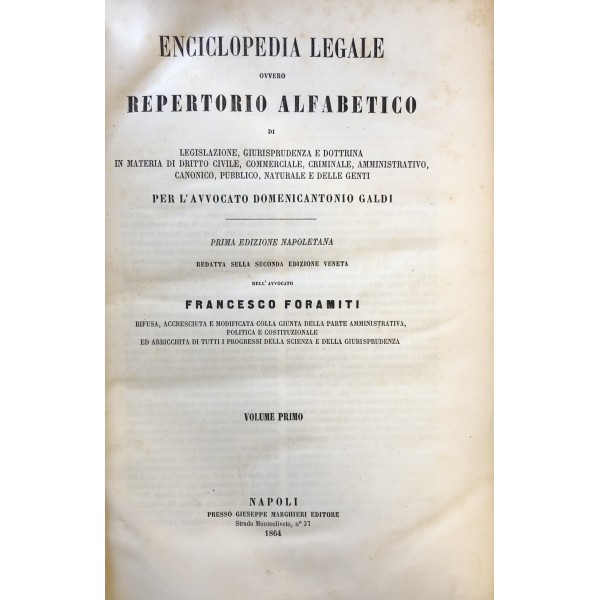 ENCICLOPEDIA LEGALE
OVVERO
REPERTORIO ALFABETICO
DI
LEGISLAZIONE, GIURISPRUDENZA E DOTTRINA
IN MATERIA DI DRITTO CIVILE, COMMERCIALE, CRIMINALE, AMMINISTRATIVO,
CANONICO, PUBBLICO, NATURALE E DELLE GENTI
PER L'AVVOCATO DOMENICANTONIO GALDI
PRIMA EDIZIONE NAPOLETANA
REDATTA SULLA SECONDA EDIZIONE VENETA
DELL'AVVOCATO
FRANCESCO FORAMITI
RIFUSA, ACCRESCIUTA E MODIFICATA COLLA GIUNTA DELLA PARTE AMMINISTRATIVA,
POLITICA E COSTITUZIONALE
ED ARRICCHITA DI TUTTI I PROGRESSI DELLA SCIENZA E DELLA GIURISPRUDENZA
VOLUME PRIMO
NAPOLI
PRESSO GIUSEPPE MARGHIERI EDITORE
Strada Monteoliveto, n° 37
1864